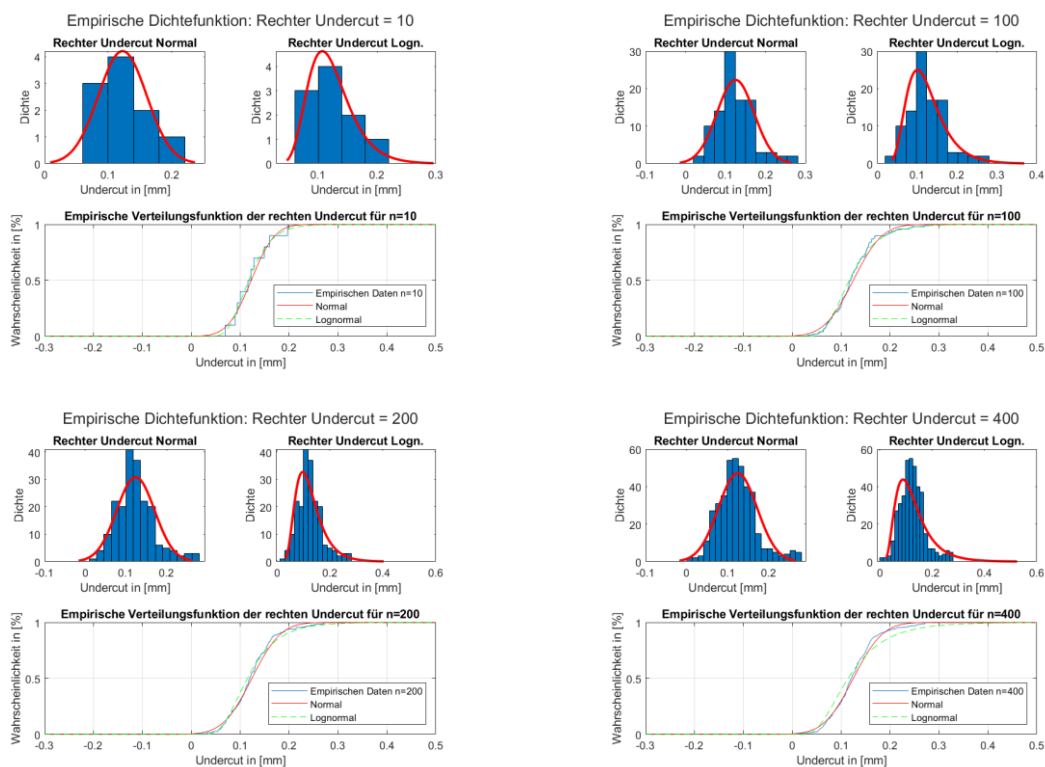 Empirische Dichtefunktion: Rechter Undercut = 10
Rechter Undercut Normal
Rechter Undercut Logn.
Dichte
4
3
2
1
0
0 0.1 0.2
Undercut in [mm]
Dichte
4
3
2
1
0
0.1 0.2 0.3
Undercut in [mm]
Empirische Verteilungsfunktion der rechten Undercut für n=10
Wahrscheinlichkeit in [%]
1
0.5
0
Empirischen Daten n=10
Normal
Lognormal
-0.3 -0.2 -0.1 0 0.1 0.2 0.3 0.4 0.5
Undercut in [mm]
Empirische Dichtefunktion: Rechter Undercut = 100
Rechter Undercut Normal
Rechter Undercut Logn.
Dichte
30
20
10
0
-0.1 0 0.1 0.2 0.3
Undercut in [mm]
Dichte
30
20
10
0
0 0.1 0.2 0.3 0.4
Undercut in [mm]
Empirische Verteilungsfunktion der rechten Undercut für n=100
Wahrscheinlichkeit in [%]
1
0.5
0
Empirischen Daten n=100
Normal
Lognormal
-0.3 -0.2 -0.1 0 0.1 0.2 0.3 0.4 0.5
Undercut in [mm]
Empirische Dichtefunktion: Rechter Undercut = 200
Rechter Undercut Normal
Rechter Undercut Logn.
Dichte
40
30
20
10
0
-0.1 0 0.1 0.2
Undercut in [mm]
Dichte
40
30
20
10
0
0 0.2 0.4 0.6
Undercut in [mm]
Empirische Verteilungsfunktion der rechten Undercut für n=200
Wahrscheinlichkeit in [%]
1
0.5
0
Empirischen Daten n=200
Normal
Lognormal
-0.3 -0.2 -0.1 0 0.1 0.2 0.3 0.4 0.5
Undercut in [mm]
Empirische Dichtefunktion: Rechter Undercut = 400
Rechter Undercut Normal
Rechter Undercut Logn.
Dichte
60
40
20
0
-0.1 0 0.1 0.2
Undercut in [mm]
Dichte
60
40
20
0
0 0.2 0.4 0.6
Undercut in [mm]
Empirische Verteilungsfunktion der rechten Undercut für n=400
Wahrscheinlichkeit in [%]
1
0.5
0
Empirischen Daten n=400
Normal
Lognormal
-0.3 -0.2 -0.1 0 0.1 0.2 0.3 0.4 0.5
Undercut in [mm]